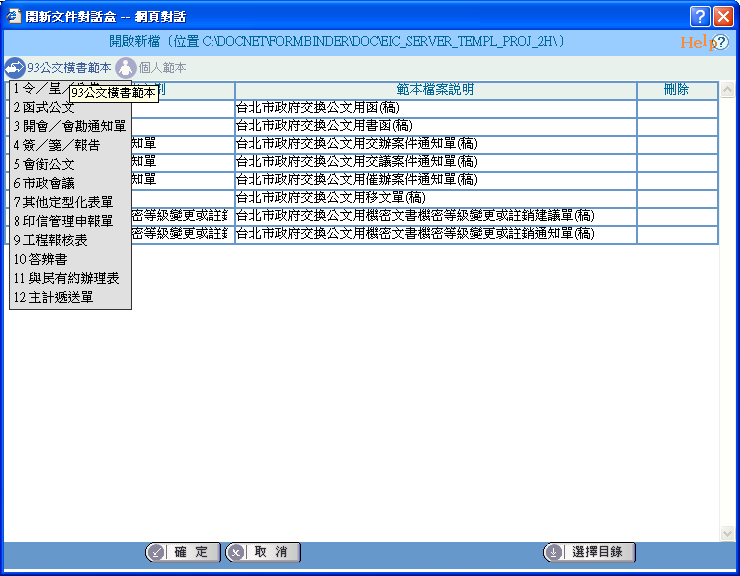 開新文件對話盒 -- 網頁對話
開啟新檔〔位置 C:\DOCNET\FORMBINDER\DOC\EIC_SERVER_TEMPL_PROJ_2H\〕
Help
93公文橫書範本 個人範本
範本檔案說明 刪除
1 令／呈／
93公文橫書範本
2 函式公文
3 開會／會勘通知單
4 簽／箋／報告
5 會銜公文
6 市政會議
7 其他定型化表單
8 印信管理申報單
9 工程報核表
10 答辨書
11 與民有約辦理表
12 主計遞送單
台北市政府交換公文用函(稿)
台北市政府交換公文用書函(稿)
知單 台北市政府交換公文用交辦案件通知單(稿)
知單 台北市政府交換公文用交議案件通知單(稿)
知單 台北市政府交換公文用催辦案件通知單(稿)
台北市政府交換公文用移文單(稿)
密等級變更或註銷 台北市政府交換公文用機密文書機密等級變更或註銷建議單(稿)
密等級變更或註銷 台北市政府交換公文用機密文書機密等級變更或註銷通知單(稿)
確 定 取 消 選擇目錄